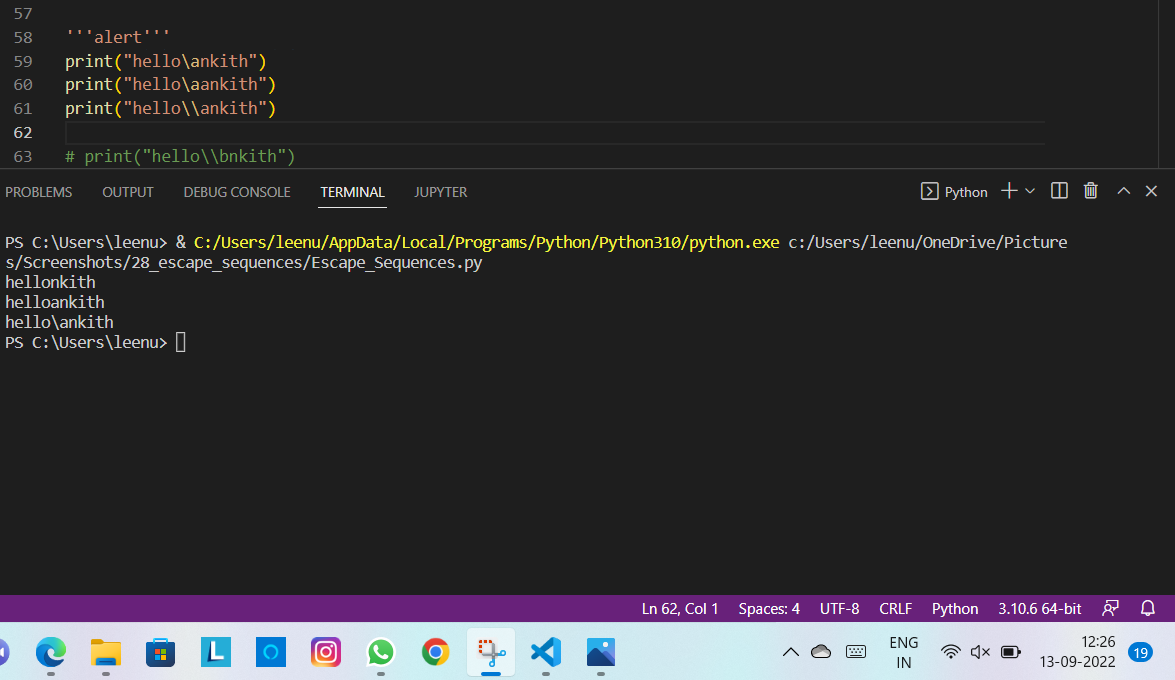 57
58 '''alert'''
59 print("hello\ankith")
60 print("hello\aankith")
61 print("hello\\ankith")
62
63 # print("hello\\bnkith")
PROBLEMS OUTPUT DEBUG CONSOLE TERMINAL JUPYTER Python
PS C:\Users\leenu> & C:/Users/leenu/AppData/Local/Programs/Python/Python310/python.exe c:/Users/leenu/OneDrive/Picture
s/Screenshots/28_escape_sequences/Escape_Sequences.py
hellonkith
helloankith
hello\ankith
PS C:\Users\leenu>
Ln 62, Col 1 Spaces: 4 UTF-8 CRLF Python 3.10.6 64-bit
L
ENG
IN
12:26
13-09-2022
19